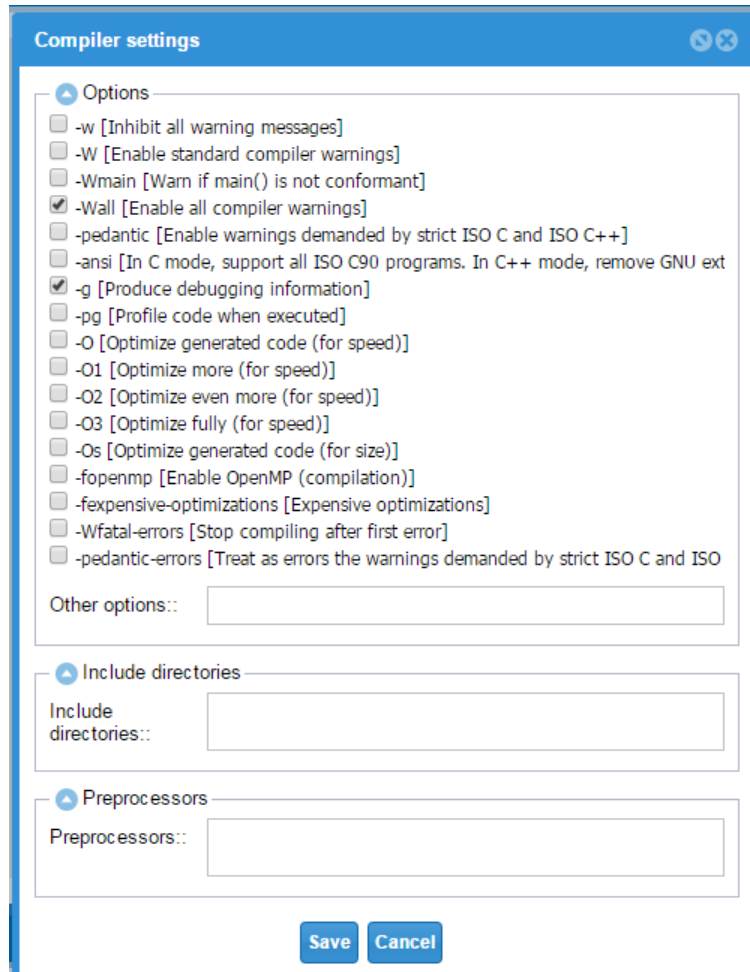 Compiler settings
Options
-w [Inhibit all warning messages]
-W [Enable standard compiler warnings]
-Wmain [Warn if main() is not conformant]
-Wall [Enable all compiler warnings]
-pedantic [Enable warnings demanded by strict ISO C and ISO C++]
-ansi [In C mode, support all ISO C90 programs. In C++ mode, remove GNU ext
-g [Produce debugging information]
-pg [Profile code when executed]
-O [Optimize generated code (for speed)]
-O1 [Optimize more (for speed)]
-O2 [Optimize even more (for speed)]
-O3 [Optimize fully (for speed)]
-Os [Optimize generated code (for size)]
-fopenmp [Enable OpenMP (compilation)]
-fexpensive-optimizations [Expensive optimizations]
-Wfatal-errors [Stop compiling after first error]
-pedantic-errors [Treat as errors the warnings demanded by strict ISO C and ISO
Other options::
Include directories
Include
directories::
Preprocessors
Preprocessors::
Save Cancel